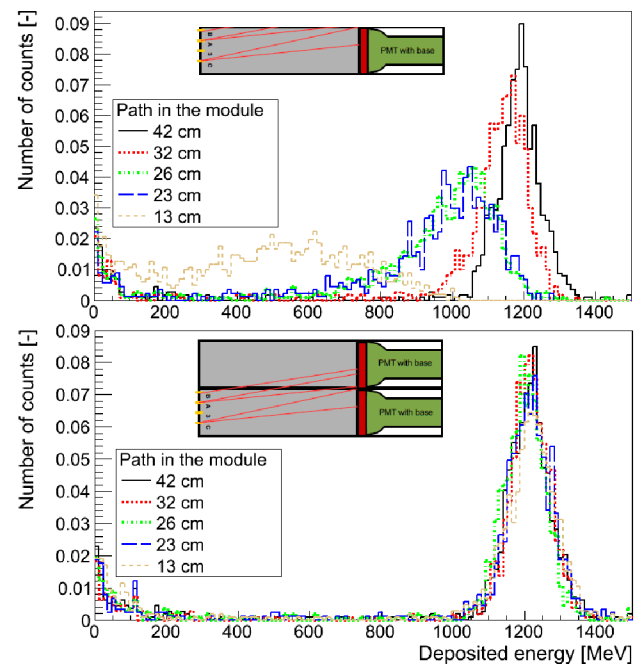 Number of counts [-]
0.09
0.08
0.07
0.06
0.05
0.04
0.03
0.02
0.01
0
B A 3 C
PMT with base
Path in the module
42 cm
32 cm
26 cm
23 cm
13 cm
0 200 400 600 800 1000 1200 1400
Number of counts [-]
0.09
0.08
0.07
0.06
0.05
0.04
0.03
0.02
0.01
0
PMT with base
B A 3 C
PMT with base
Path in the module
42 cm
32 cm
26 cm
23 cm
13 cm
0 200 400 600 800 1000 1200 1400
Deposited energy [MeV]